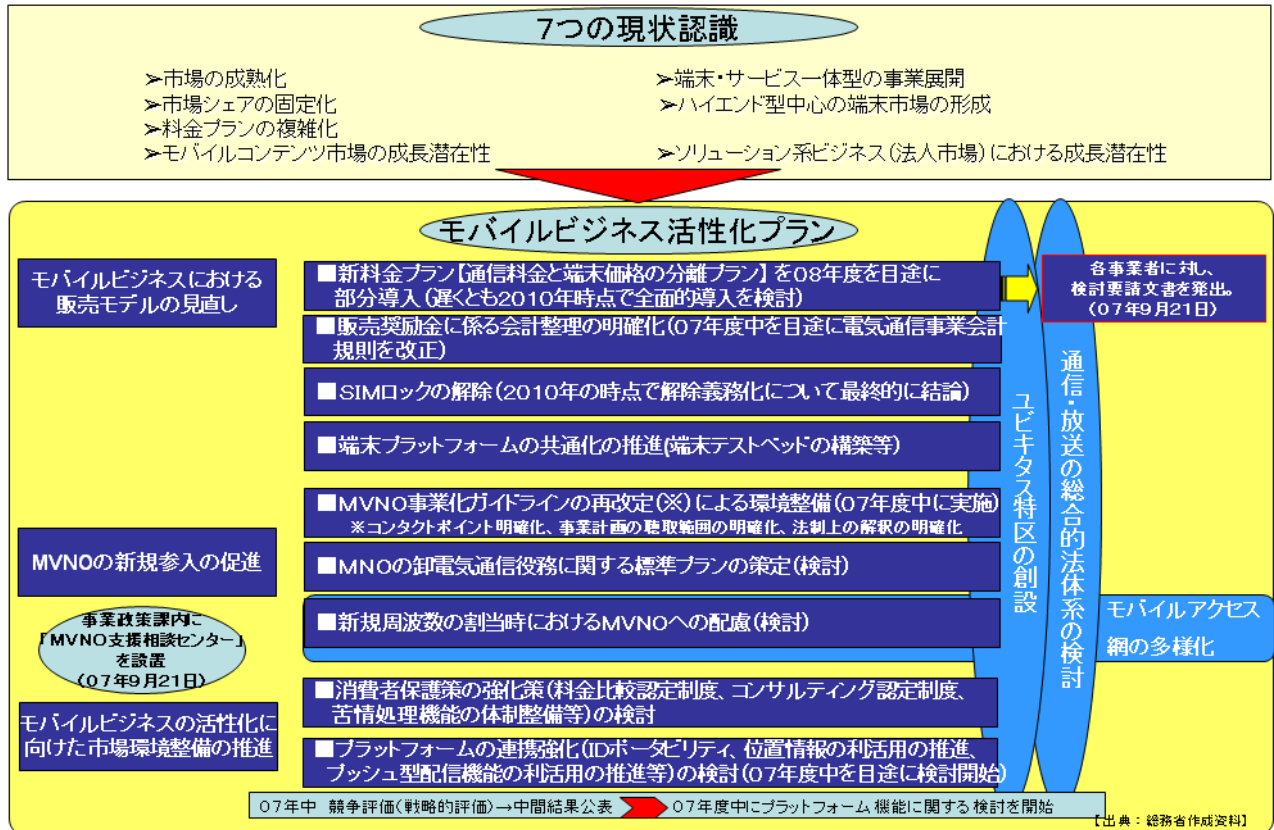 7つの現状認識
➢市場の成熟化
➢市場シェアの固定化
➢料金プランの複雑化
➢モバイルコンテンツ市場の成長潜在性
➢端末・サービス一体型の事業展開
➢ハイエンド型中心の端末市場の形成
➢ソリューション系ビジネス(法人市場)における成長潜在性
モバイルビジネス活性化プラン
モバイルビジネスにおける
販売モデルの見直し
■新料金プラン【通信料金と端末価格の分離プラン】を08年度を目途に
部分導入(遅くとも2010年時点で全面的導入を検討)
各事業者に対し、
検討要請文書を発出。
(07年9月21日)
■販売奨励金に係る会計整理の明確化(07年度中を目途に電気通信事業会計
規則を改正)
■SIMロックの解除(2010年の時点で解除義務化について最終的に結論)
■端末プラットフォームの共通化の推進(端末テストベッドの構築等)
■MVNO事業化ガイドラインの再改定(※)による環境整備(07年度中に実施)
※コンタクトポイント明確化、事業計画の聴取範囲の明確化、法制上の解釈の明確化
MVNOの新規参入の促進
■MNOの卸電気通信役務に関する標準プランの策定(検討)
事業政策課内に
「MVNO支援相談センター」
を設置
(07年9月21日)
■新規周波数の割当時におけるMVNOへの配慮(検討)
モバイルアクセス
網の多様化
■消費者保護策の強化策(料金比較認定制度、コンサルティング認定制度、
苦情処理機能の体制整備等)の検討
モバイルビジネスの活性化に
向けた市場環境整備の推進
■プラットフォームの連携強化(IDポータビリティ、位置情報の利活用の推進、
プッシュ型配信機能の利活用の推進等)の検討(07年度中を目途に検討開始)
ユビキタス特区の創設
通信・放送の総合的法体系の検討
07年中 競争評価(戦略的評価)→中間結果公表
07年度中にプラットフォーム機能に関する検討を開始
【出典:総務省作成資料】